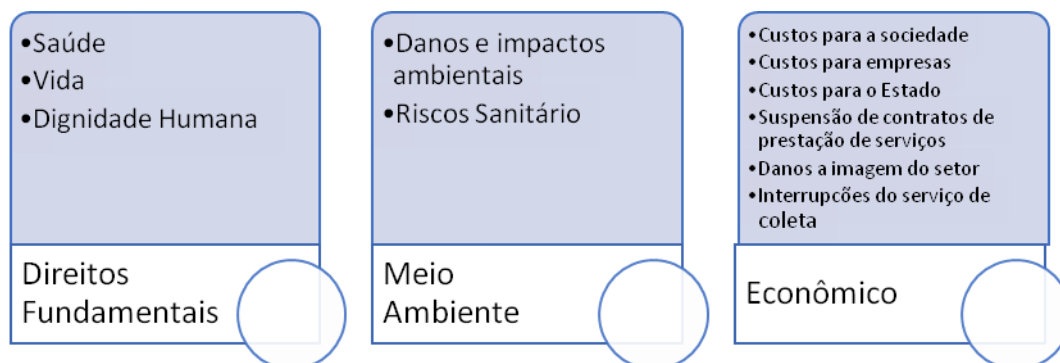 •Saúde
•Vida
•Dignidade Humana
Direitos
Fundamentais
•Danos e impactos
ambientais
•Riscos Sanitário
Meio
Ambiente
•Custos para a sociedade
•Custos para empresas
•Custos para o Estado
•Suspensão de contratos de
prestação de serviços
•Danos a imagem do setor
•Interrupcões do serviço de
coleta
Econômico